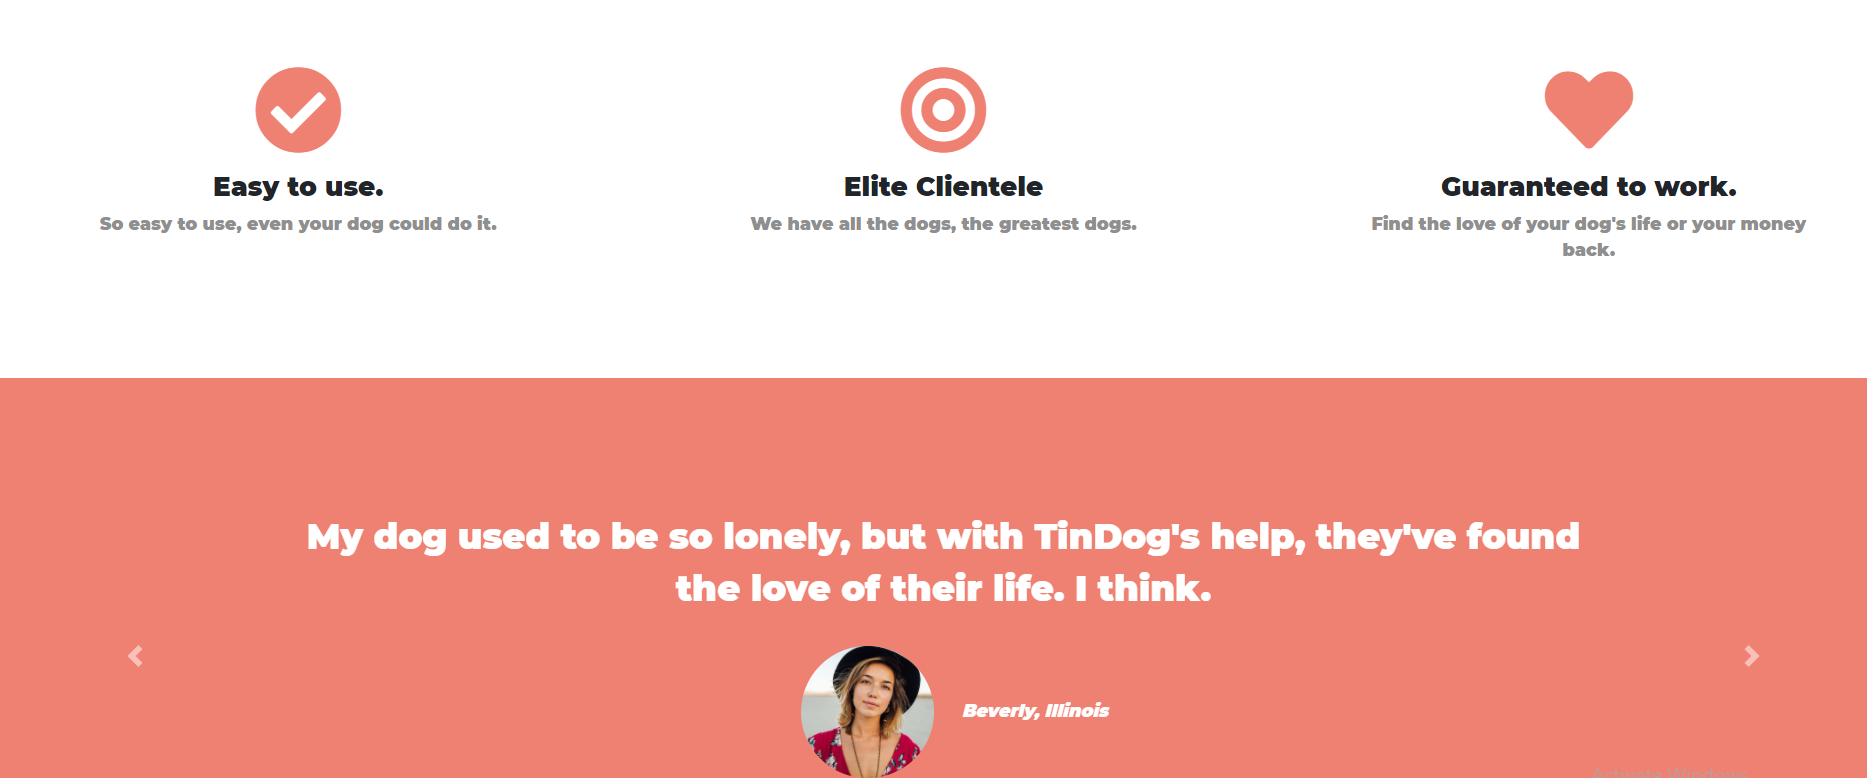 Easy to use.
So easy to use, even your dog could do it.
Elite Clientele
We have all the dogs, the greatest dogs.
Guaranteed to work.
Find the love of your dog's life or your money
back.
My dog used to be so lonely, but with TinDog's help, they've found
the love of their life. I think.
Beverly, Illinois
Activate Windows